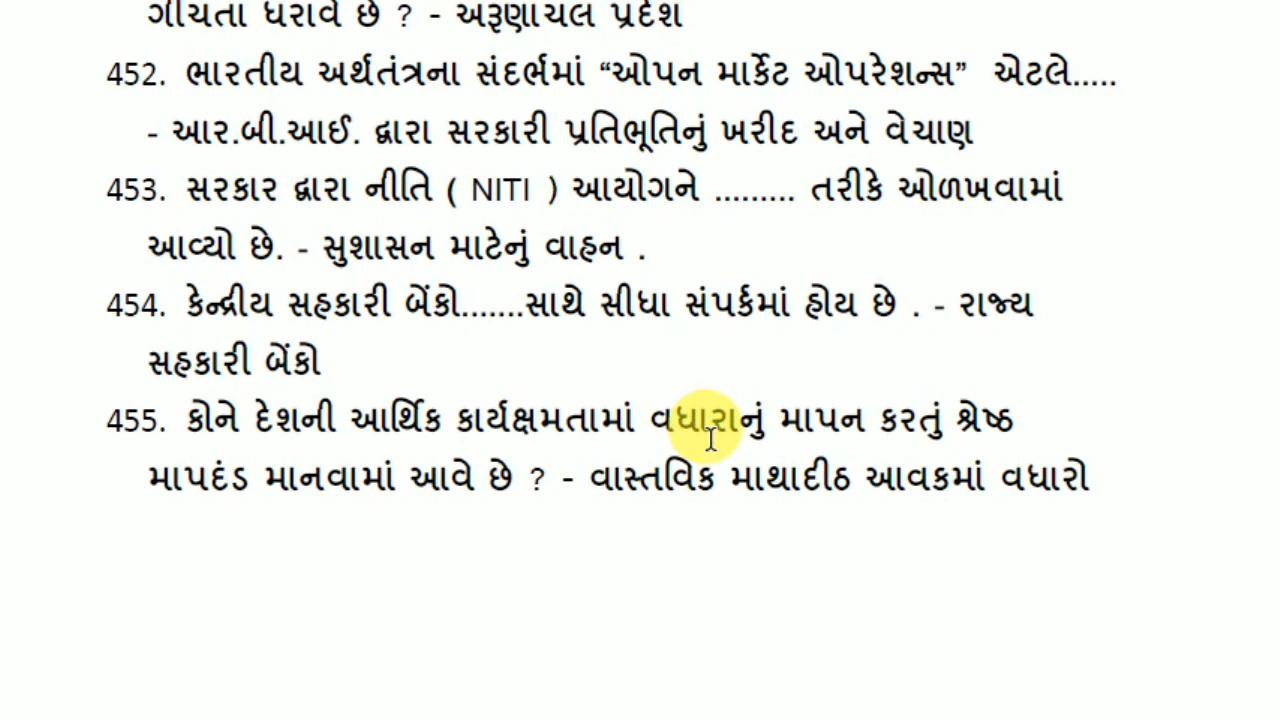 ગીચતા ધરાવે છે ? - અરૂણાચલ પ્રદેશ
452. ભારતીય અર્થતંત્રના સંદર્ભમાં “ઓપન માર્કેટ ઓપરેશન્સ” એટલે.....
- આર.બી.આઈ. દ્વારા સરકારી પ્રતિભૂતિનું ખરીદ અને વેચાણ
453. સરકાર દ્વારા નીતિ ( NITI ) આયોગને ......... તરીકે ઓળખવામાં
આવ્યો છે. - સુશાસન માટેનું વાહન .
454. કેન્દ્રીય સહકારી બેંકો.......સાથે સીધા સંપર્કમાં હોય છે . - રાજ્ય
સહકારી બેંકો
455. કોને દેશની આર્થિક કાર્યક્ષમતામાં વધારાનું માપન કરતું શ્રેષ્ઠ
માપદંડ માનવામાં આવે છે ? - વાસ્તવિક માથાદીઠ આવકમાં વધારો